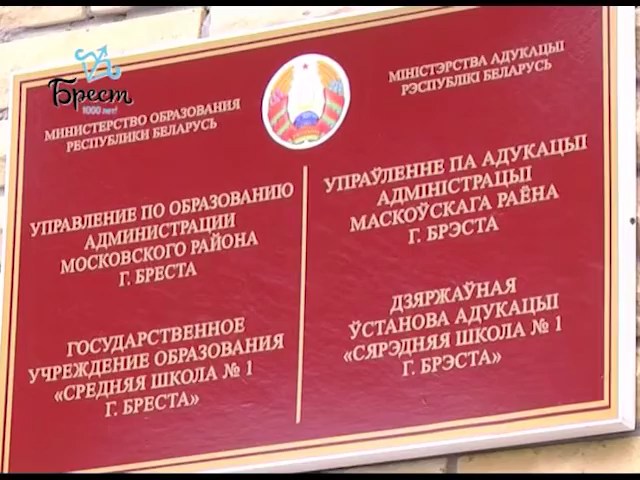 Брест
1000 лет!
МИНИСТЕРСТВО ОБРАЗОВАНИЯ
РЕСПУБЛИКИ БЕЛАРУСЬ
УПРАВЛЕНИЕ ПО ОБРАЗОВАНИЮ
АДМИНИСТРАЦИИ
МОСКОВСКОГО РАЙОНА
Г. БРЕСТА
ГОСУДАРСТВЕННОЕ
УЧРЕЖДЕНИЕ ОБРАЗОВАНИЯ
«СРЕДНЯЯ ШКОЛА № 1
Г. БРЕСТА»
МІНІСТЭРСТВА АДУКАЦЫІ
РЭСПУБЛІКІ БЕЛАРУСЬ
УПРАЎЛЕННЕ ПА АДУКАЦЫІ
АДМІНІСТРАЦЫІ
МАСКОЎСКАГА РАЁНА
Г. БРЭСТА
ДЗЯРЖАЎНАЯ
ЎСТАНОВА АДУКАЦЫІ
«СЯРЭДНЯЯ ШКОЛА № 1
Г. БРЭСТА»